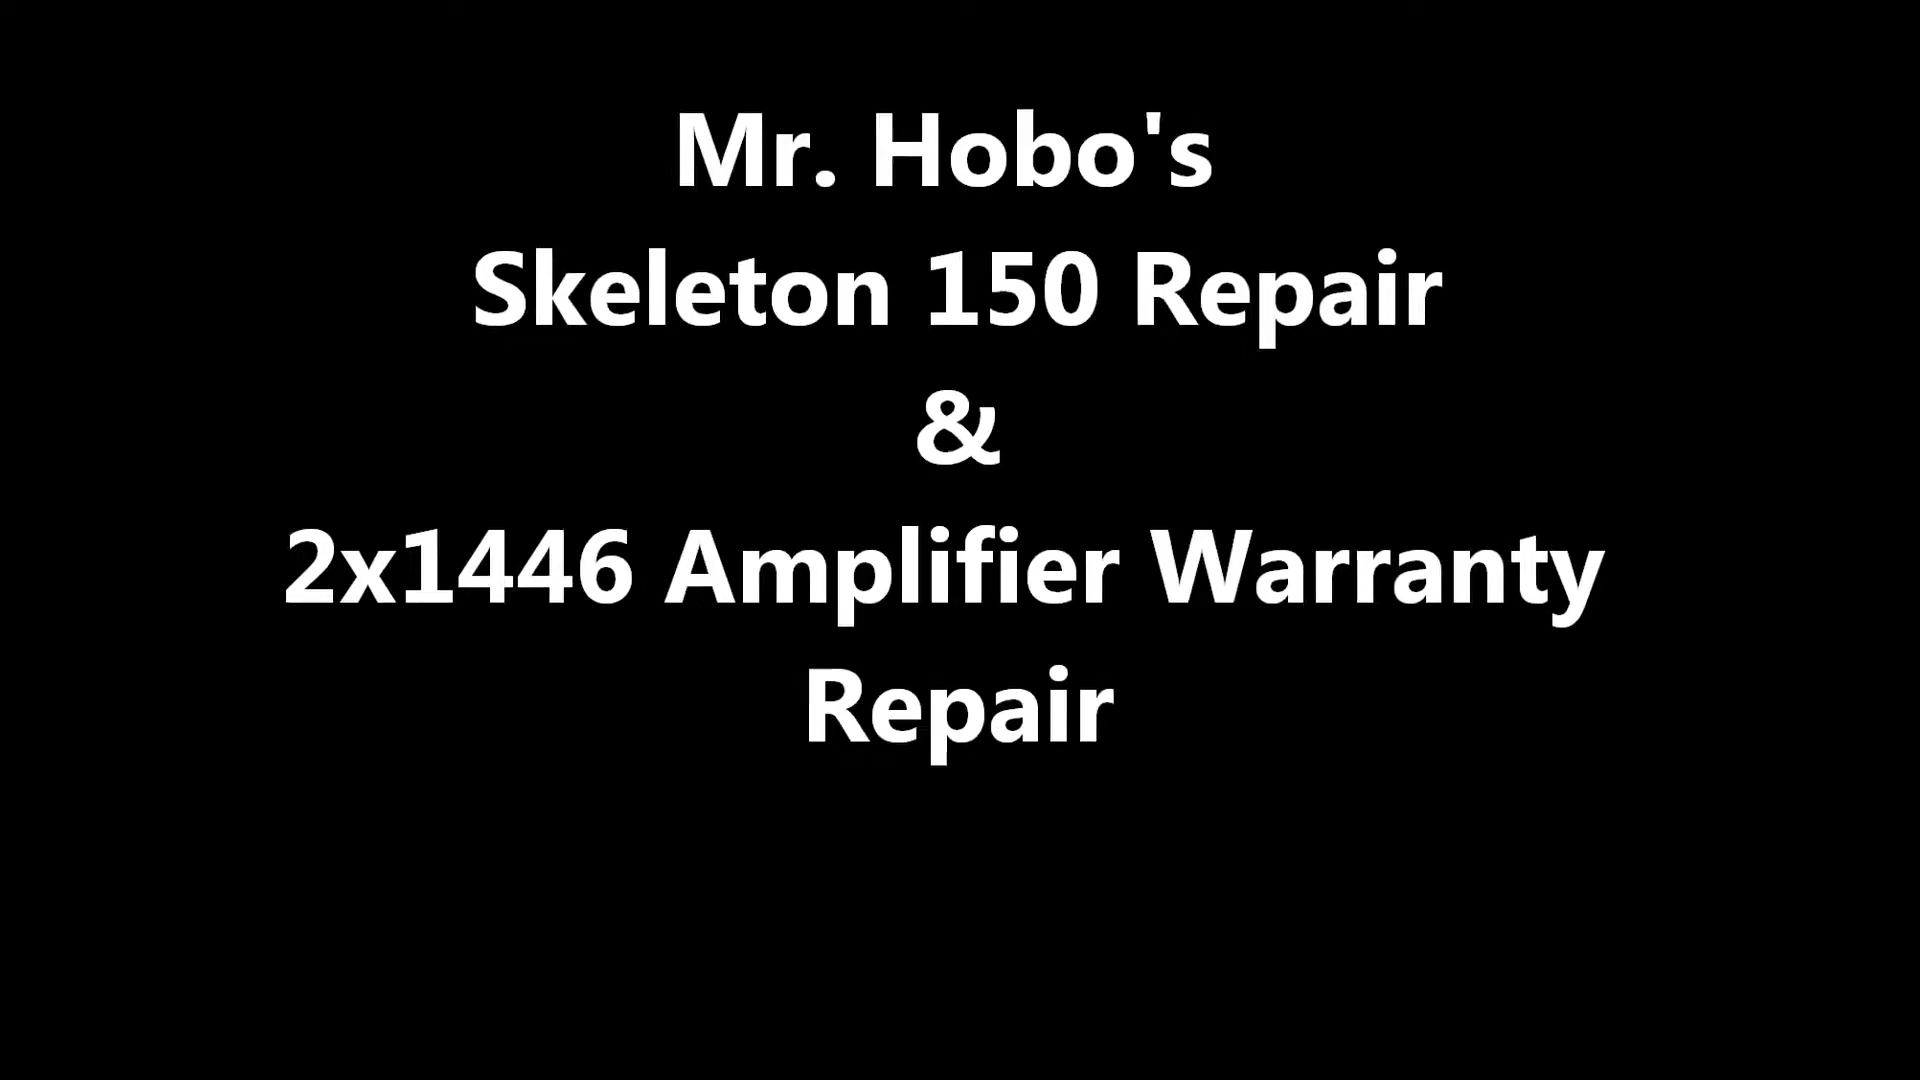 Mr. Hobo's
Skeleton 150 Repair
&
2x1446 Amplifier Warranty
Repair